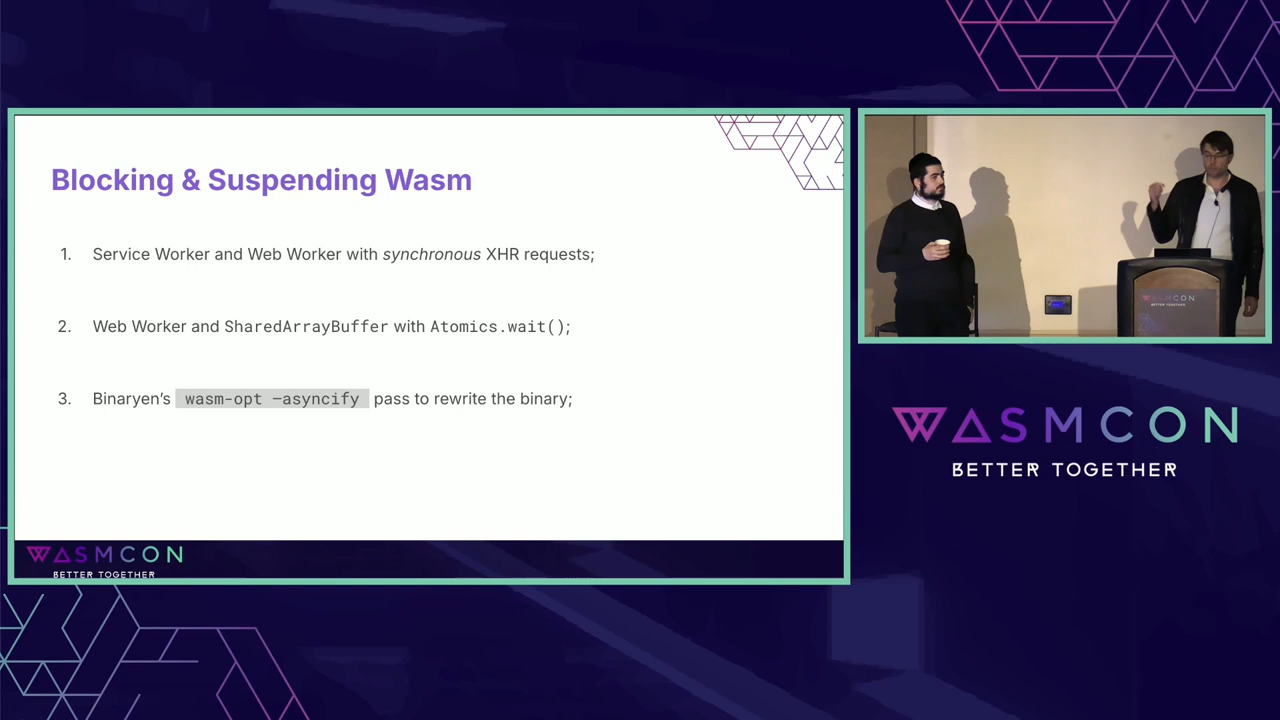 Blocking & Suspending Wasm
1. Service Worker and Web Worker with synchronous XHR requests;
2. Web Worker and SharedArrayBuffer with Atomics.wait();
3. Binaryen’s wasm-opt —asyncify pass to rewrite the binary;
WASMCON
BETTER TOGETHER
WASMCON
WASMCON
BETTER TOGETHER